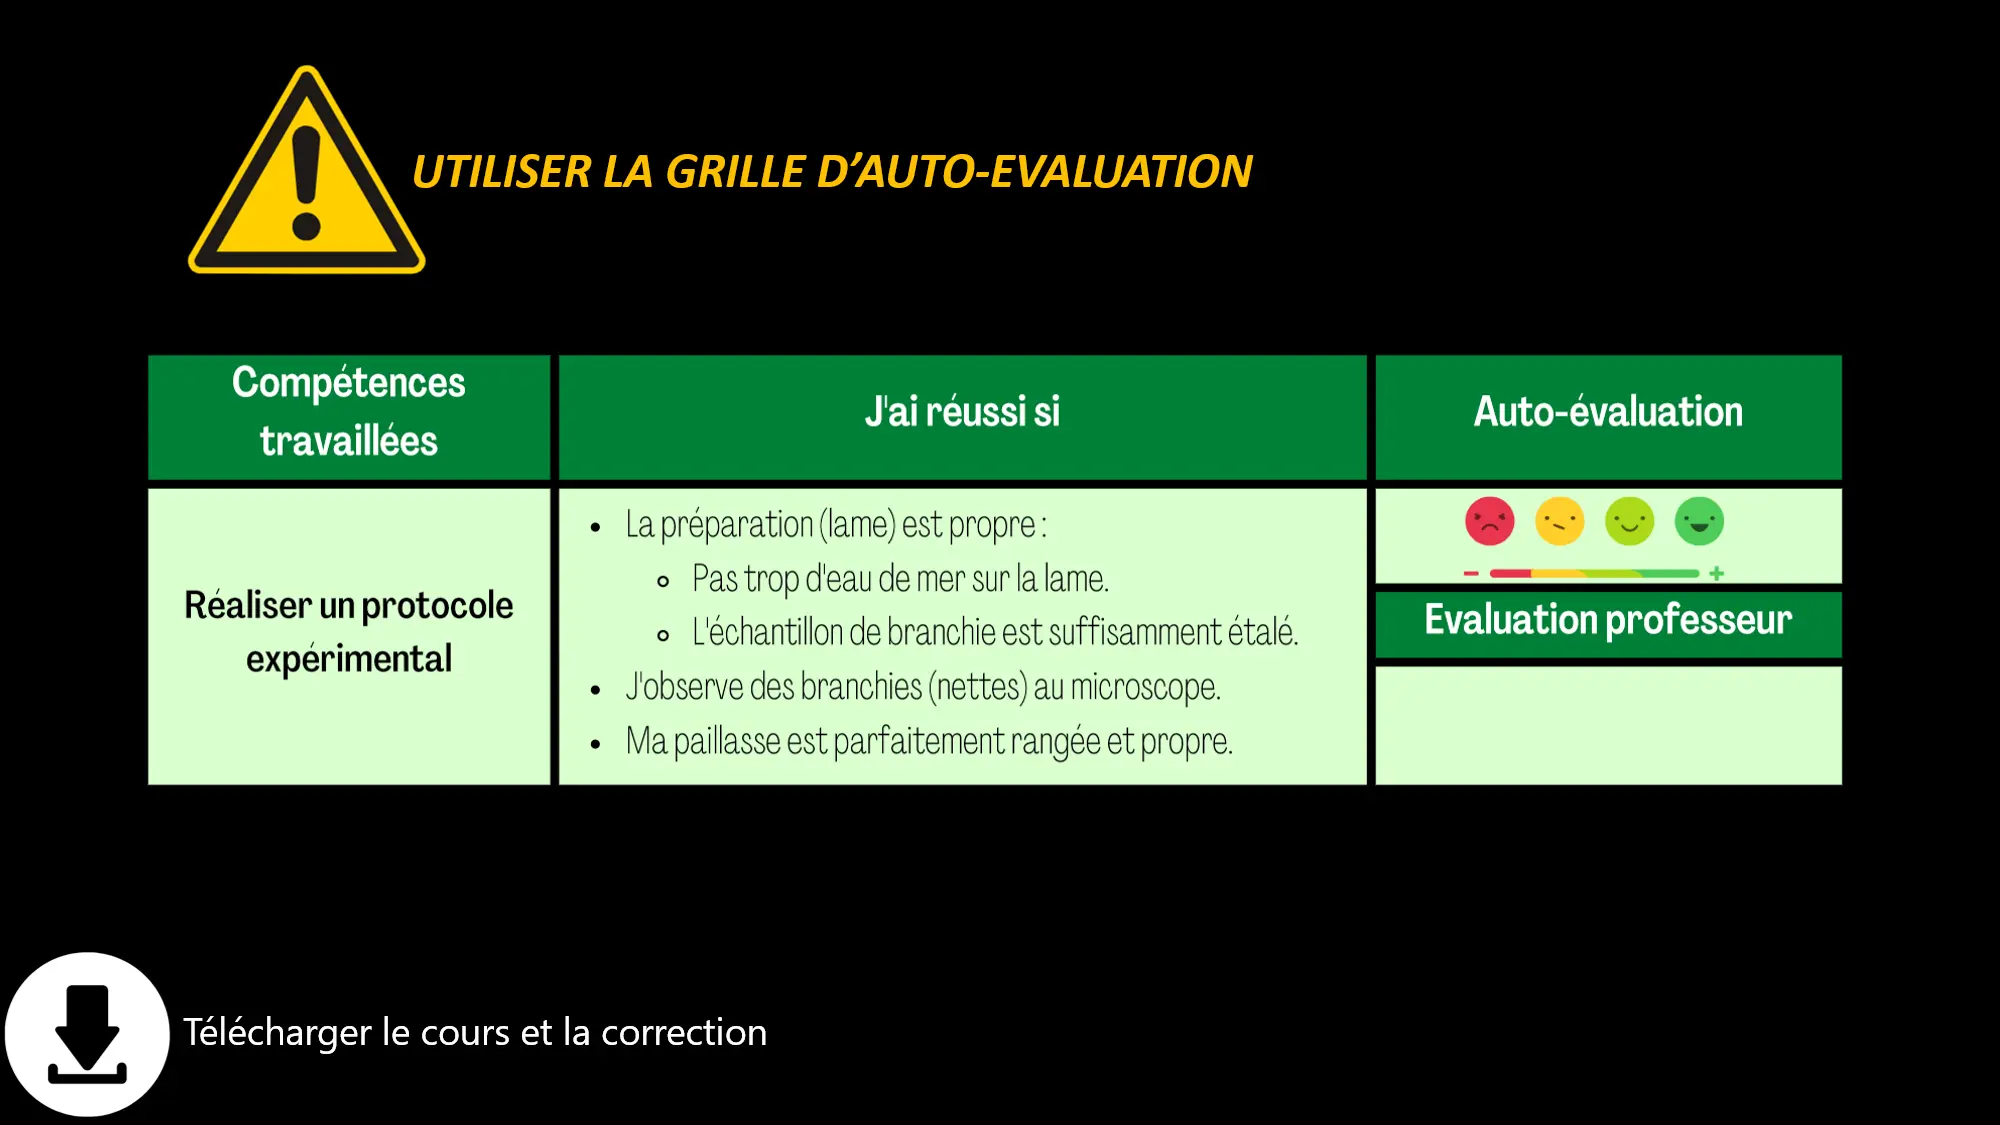 UTILISER LA GRILLE D’AUTO-EVALUATION
Compétences
travaillées
J'ai réussi si
Auto-évaluation
Réaliser un protocole
expérimental
• La préparation (lame) est propre :
◦ Pas trop d'eau de mer sur la lame.
◦ L'échantillon de branchie est suffisamment étalé.
• J'observe des branchies (nettes) au microscope.
• Ma paillasse est parfaitement rangée et propre.
- +
Evaluation professeur
Télécharger le cours et la correction